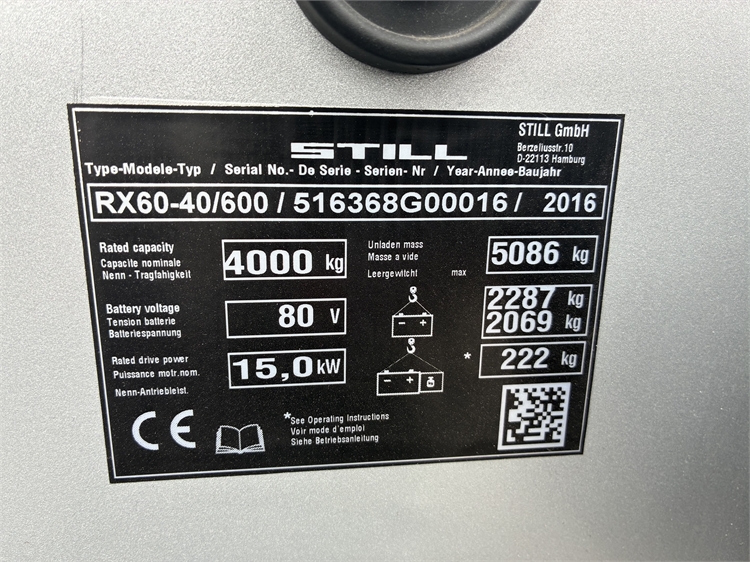 STILL
STILL GmbH
Berzeliusstr.10
D-22113 Hamburg
Type-Modele-Typ / Serial No.- De Serie - Serien- Nr / Year-Annee-Baujahr
RX60-40/600 / 516368G00016 / 2016
Rated capacity
Capacite nominale
Nenn - Tragfahigkeit
4000 kg
Unladen mass
Masse a vide
Leergewitcht max
5086 kg
Battery voltage
Tension batterie
Batteriespannung
80 V
- +
2287 kg
2069 kg
Rated drive power
Puissance motr.nom.
Nenn-Antriebleist.
15,0 kW
- +
* 222 kg
CE
*See Operating Instructions
Voir mode d'emploi
Siehe Betriebsanleitung